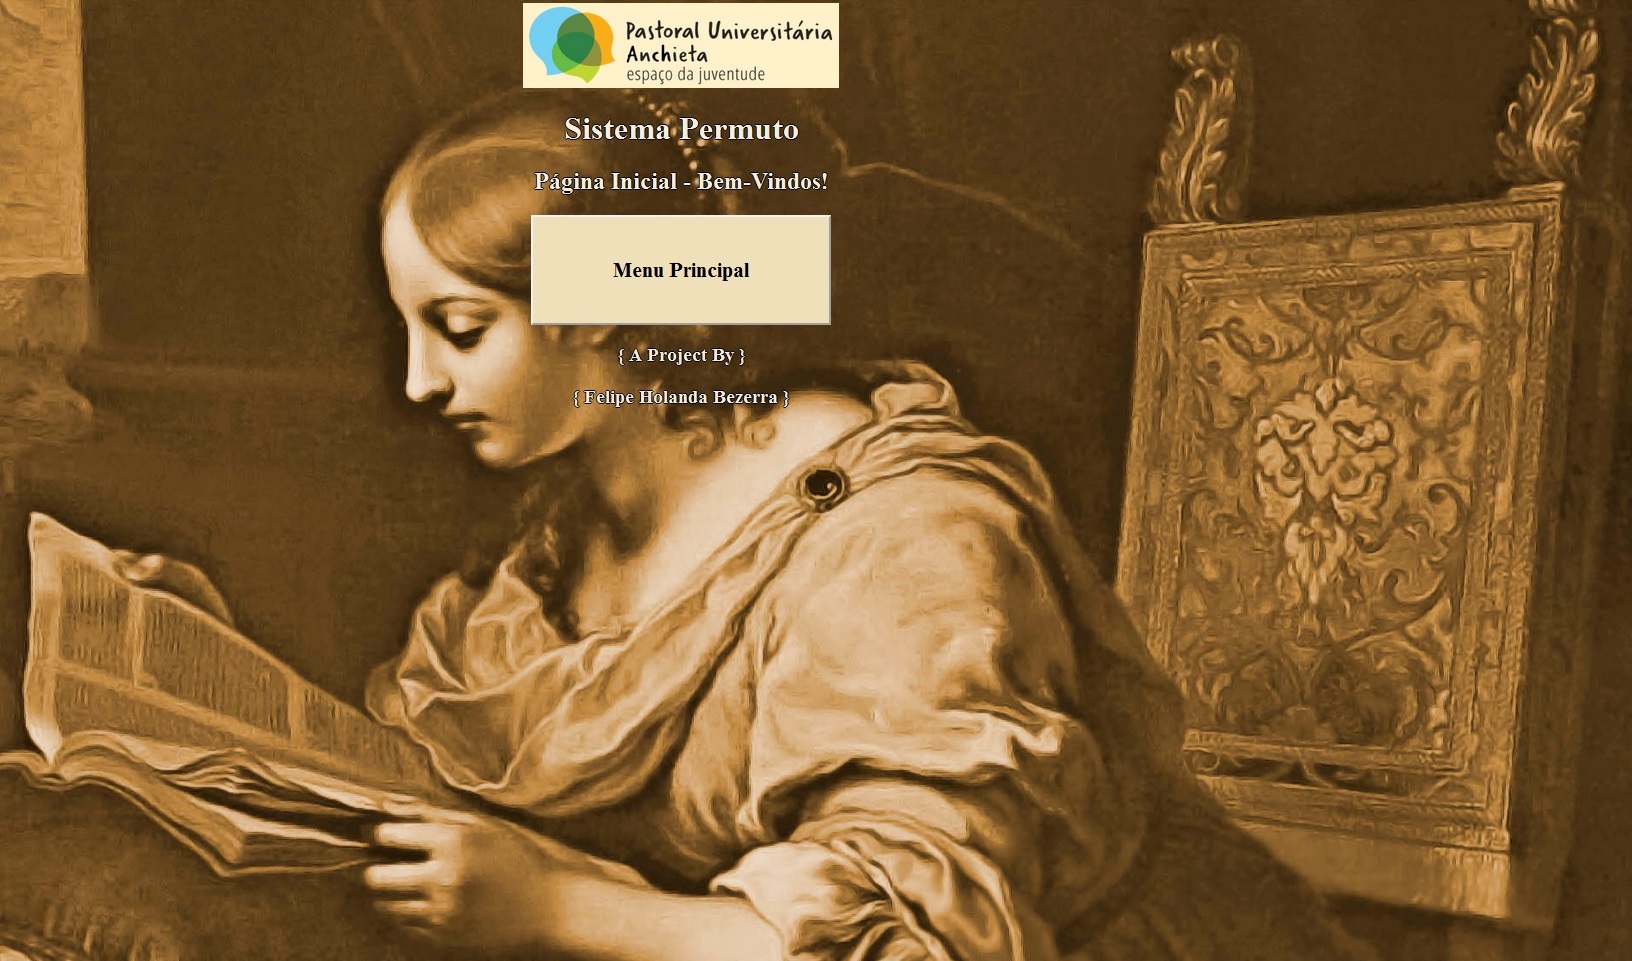 Pastoral Universitária
Anchieta
espaço da juventude
Sistema Permuto
Página Inicial - Bem-Vindos!
Menu Principal
{ A Project By }
{ Felipe Holanda Bezerra }